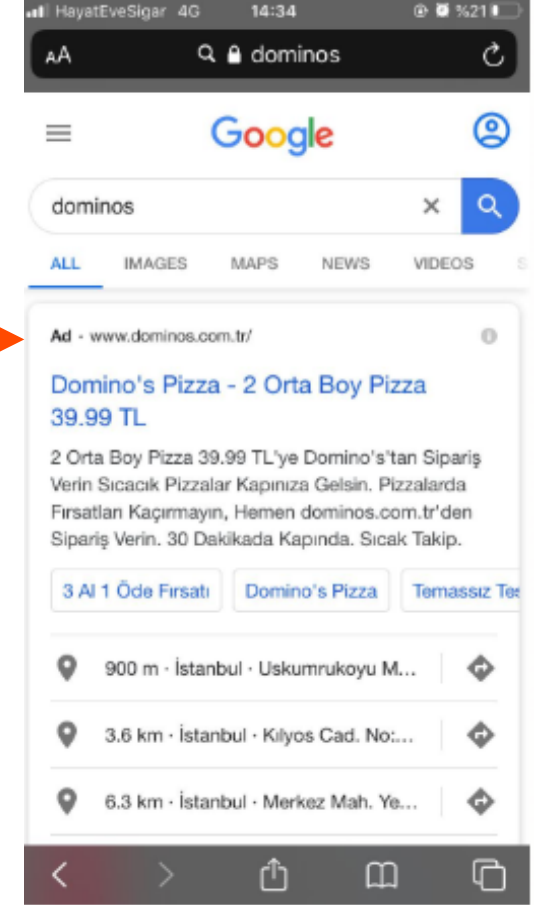 HayatEveSigar 4G 14:34 %21
AA dominos
Google
dominos
ALL IMAGES MAPS NEWS VIDEOS S
Ad - www.dominos.com.tr/
Domino's Pizza - 2 Orta Boy Pizza
39.99 TL
2 Orta Boy Pizza 39.99 TL'ye Domino's'tan Sipariş
Verin Sıcacık Pizzalar Kapınıza Gelsin. Pizzalarda
Fırsatları Kaçırmayın, Hemen dominos.com.tr'den
Sipariş Verin. 30 Dakikada Kapında. Sıcak Takip.
3 Al 1 Öde Fırsatı Domino's Pizza Temassız Tes
900 m · İstanbul · Uskumrukoyu M...
3.6 km · İstanbul · Kilyos Cad. No:...
6.3 km · İstanbul · Merkez Mah. Ye...